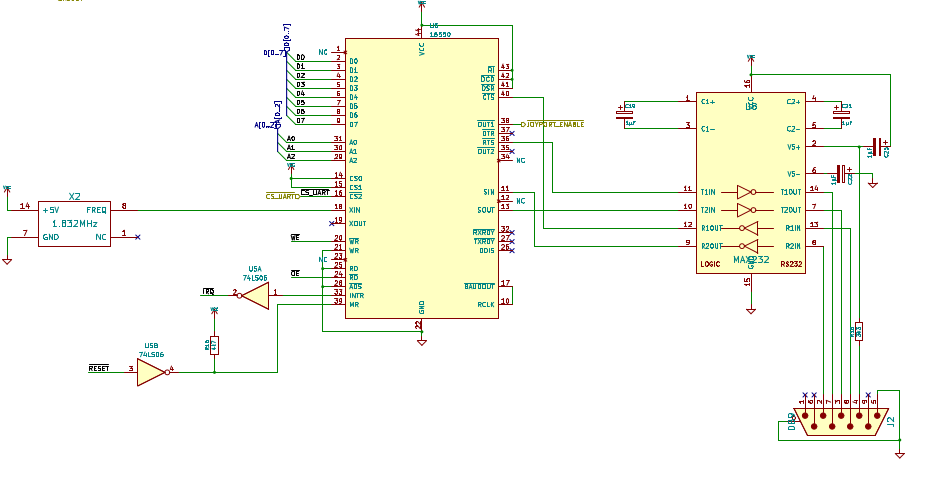 D[0..7]
D[0..7]
D0
D1
D2
D3
D4
D5
D6
D7
A[0..2]
A0
A1
A2
CS_UART
CS_UART
U6
16550
VCC
44
NC 1
2 D0
3 D1
4 D2
5 D3
6 D4
7 D5
8 D6
9 D7
31 A0
30 A1
29 A2
14 CS0
15 CS1
16 CS2
18 XIN
19 XOUT
WE 20 WR
21 WR
NC 23
25 RD
OE 24 RD
28 ADS
33 INTR
39 MR
RI 43
DCD 42
DSR 41
CTS 40
OUT1 38
JOYPORT_ENABLE
DTR 37
RTS 36
OUT2 35
34 NC
SIN 11
12 NC
SOUT 13
RXRDY 32
TXRDY 27
DDIS 26
BAUDOUT 17
RCLK 10
GND
22
X2
14 +5V
FREQ 8
1.832MHz
7 GND
NC 1
IRQ
U5A
74LS06
2
1
U5B
74LS06
RESET
3
4
16
VCC
1 C1+
3 C1-
C2+ 4
C2- 5
V5+ 2
V5- 6
11 T1IN
T1OUT 14
10 T2IN
T2OUT 7
12 R1OUT
R1IN 13
9 R2OUT
R2IN 8
LOGIC
MAX232
RS232
GND
15
1µF
1µF
1µF
1µF
DB9
J2
1
6
2
7
3
8
4
9
5